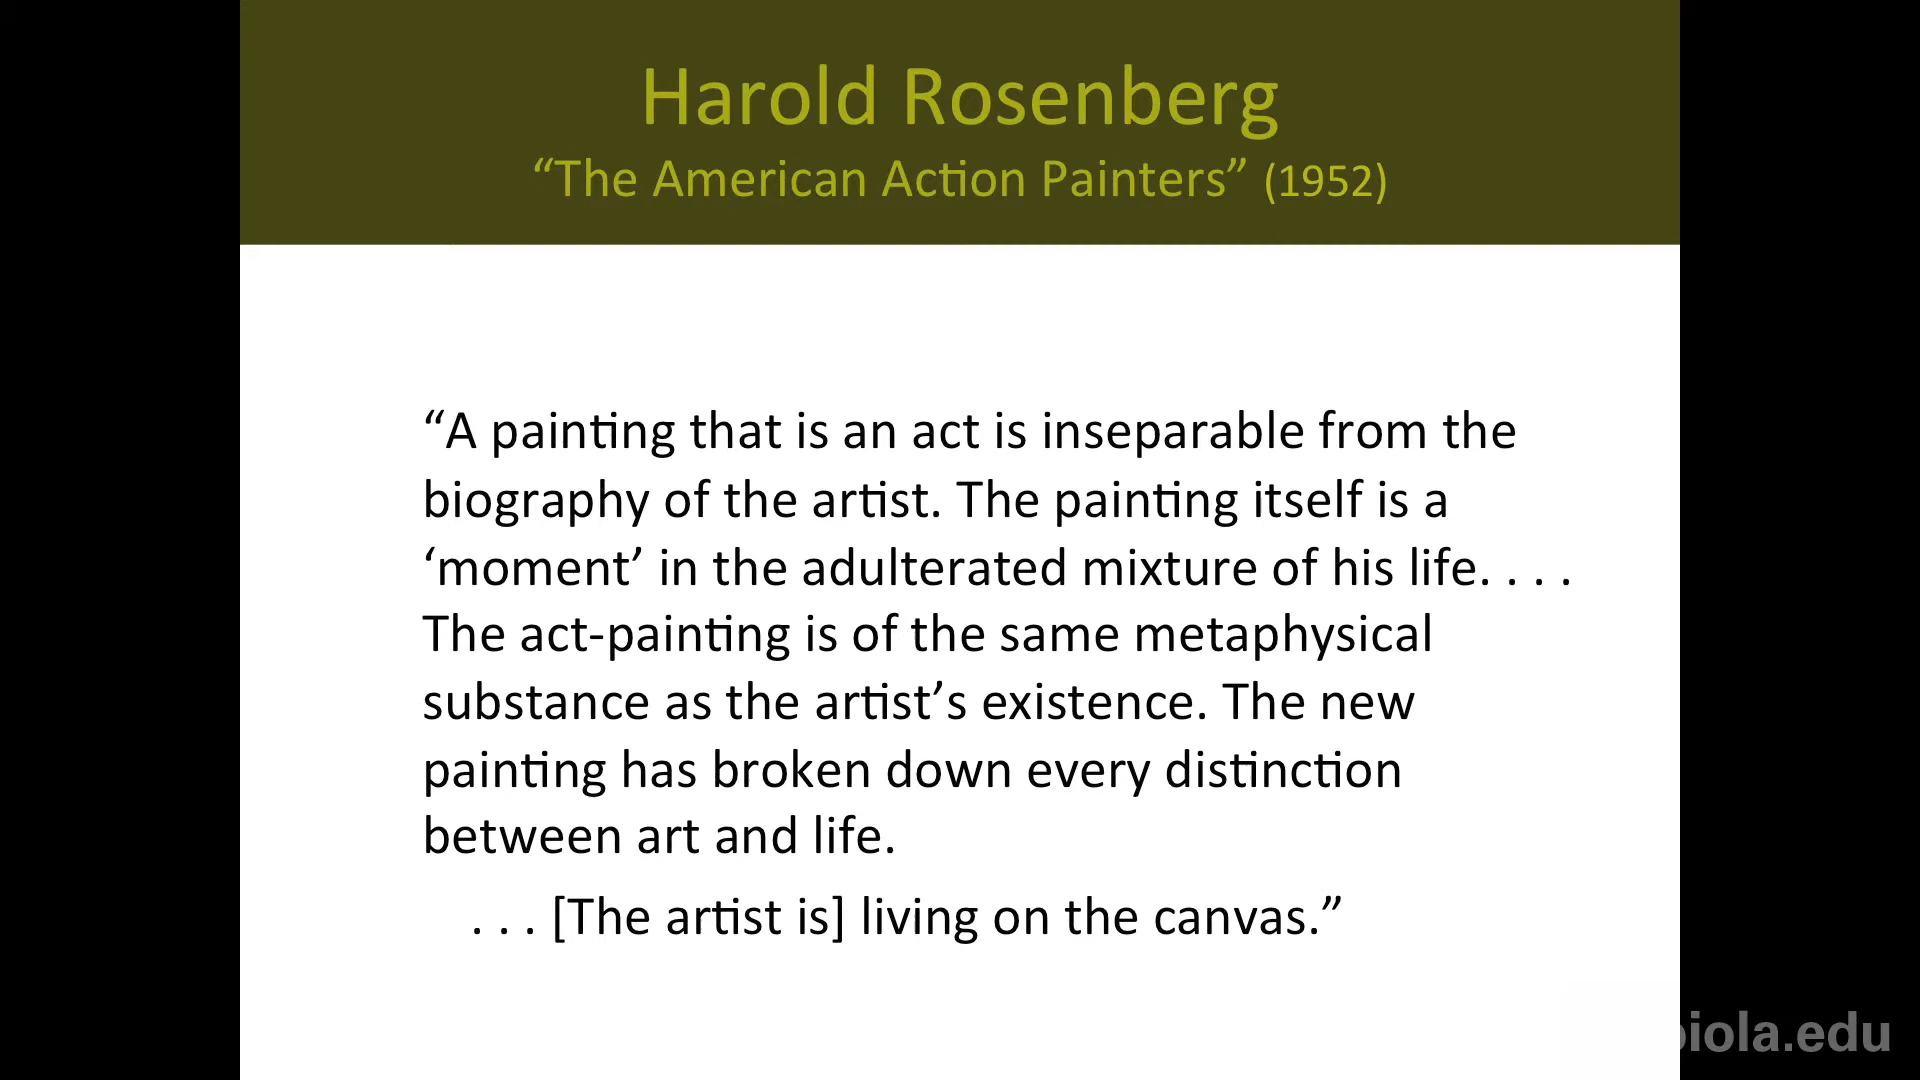 Harold Rosenberg
“The American Action Painters” (1952)
“A painting that is an act is inseparable from the
biography of the artist. The painting itself is a
‘moment’ in the adulterated mixture of his life. . . .
The act-painting is of the same metaphysical
substance as the artist’s existence. The new
painting has broken down every distinction
between art and life.
. . . [The artist is] living on the canvas.”
biola.edu